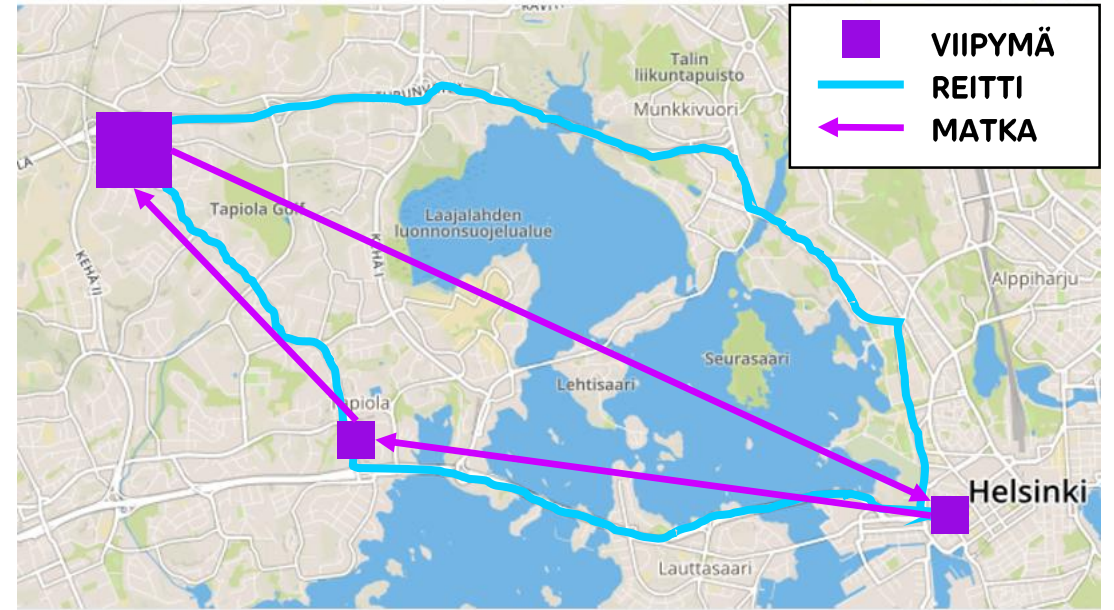 VIIPYMÄ
REITTI
MATKA
Talin
liikuntapuisto
Munkkivuori
Tapiola Golf
Laajalahden
luonnonsuojelualue
KEHÄ I
KEHÄ II
Alppiharju
Seurasaari
Lehtisaari
Tapiola
Helsinki
Lauttasaari